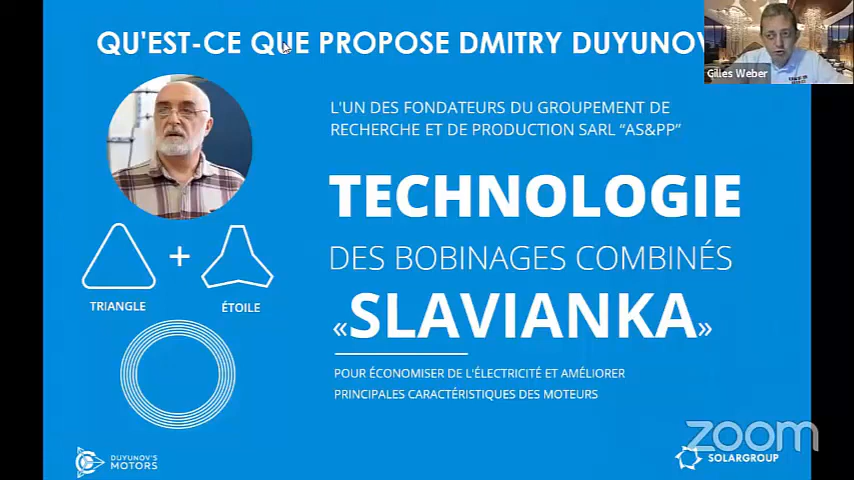 QU'EST-CE QUE PROPOSE DMITRY DUYUNOV
Gilles Weber
L'UN DES FONDATEURS DU GROUPEMENT DE
RECHERCHE ET DE PRODUCTION SARL “AS&PP”
TECHNOLOGIE
DES BOBINAGES COMBINÉS
«SLAVIANKA»
TRIANGLE
+
ÉTOILE
POUR ÉCONOMISER DE L'ÉLECTRICITÉ ET AMÉLIORER
PRINCIPALES CARACTÉRISTIQUES DES MOTEURS
zoom
DUYUNOV'S
MOTORS
SOLARGROUP